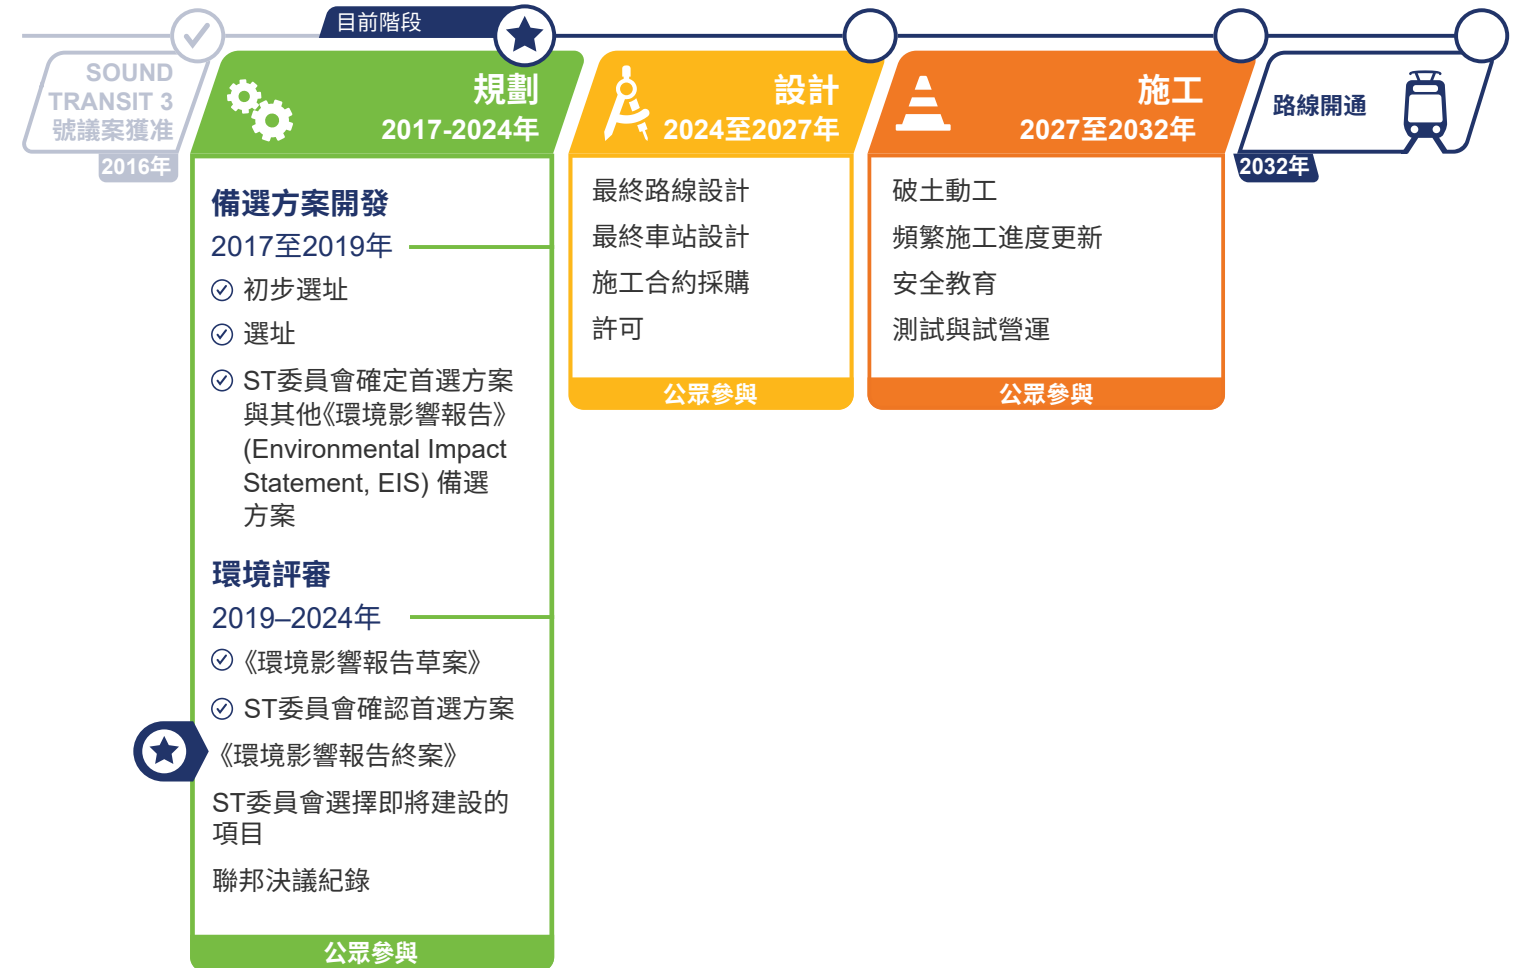 目前階段
SOUND
TRANSIT 3
號議案獲准
2016年
規劃
2017-2024年
備選方案開發
2017至2019年
初步選址
選址
ST委員會確定首選方案
與其他《環境影響報告》
(Environmental Impact
Statement, EIS) 備選
方案
環境評審
2019–2024年
《環境影響報告草案》
ST委員會確認首選方案
《環境影響報告終案》
ST委員會選擇即將建設的
項目
聯邦決議紀錄
公眾參與
設計
2024至2027年
最終路線設計
最終車站設計
施工合約採購
許可
公眾參與
施工
2027至2032年
破土動工
頻繁施工進度更新
安全教育
測試與試營運
公眾參與
路線開通
2032年